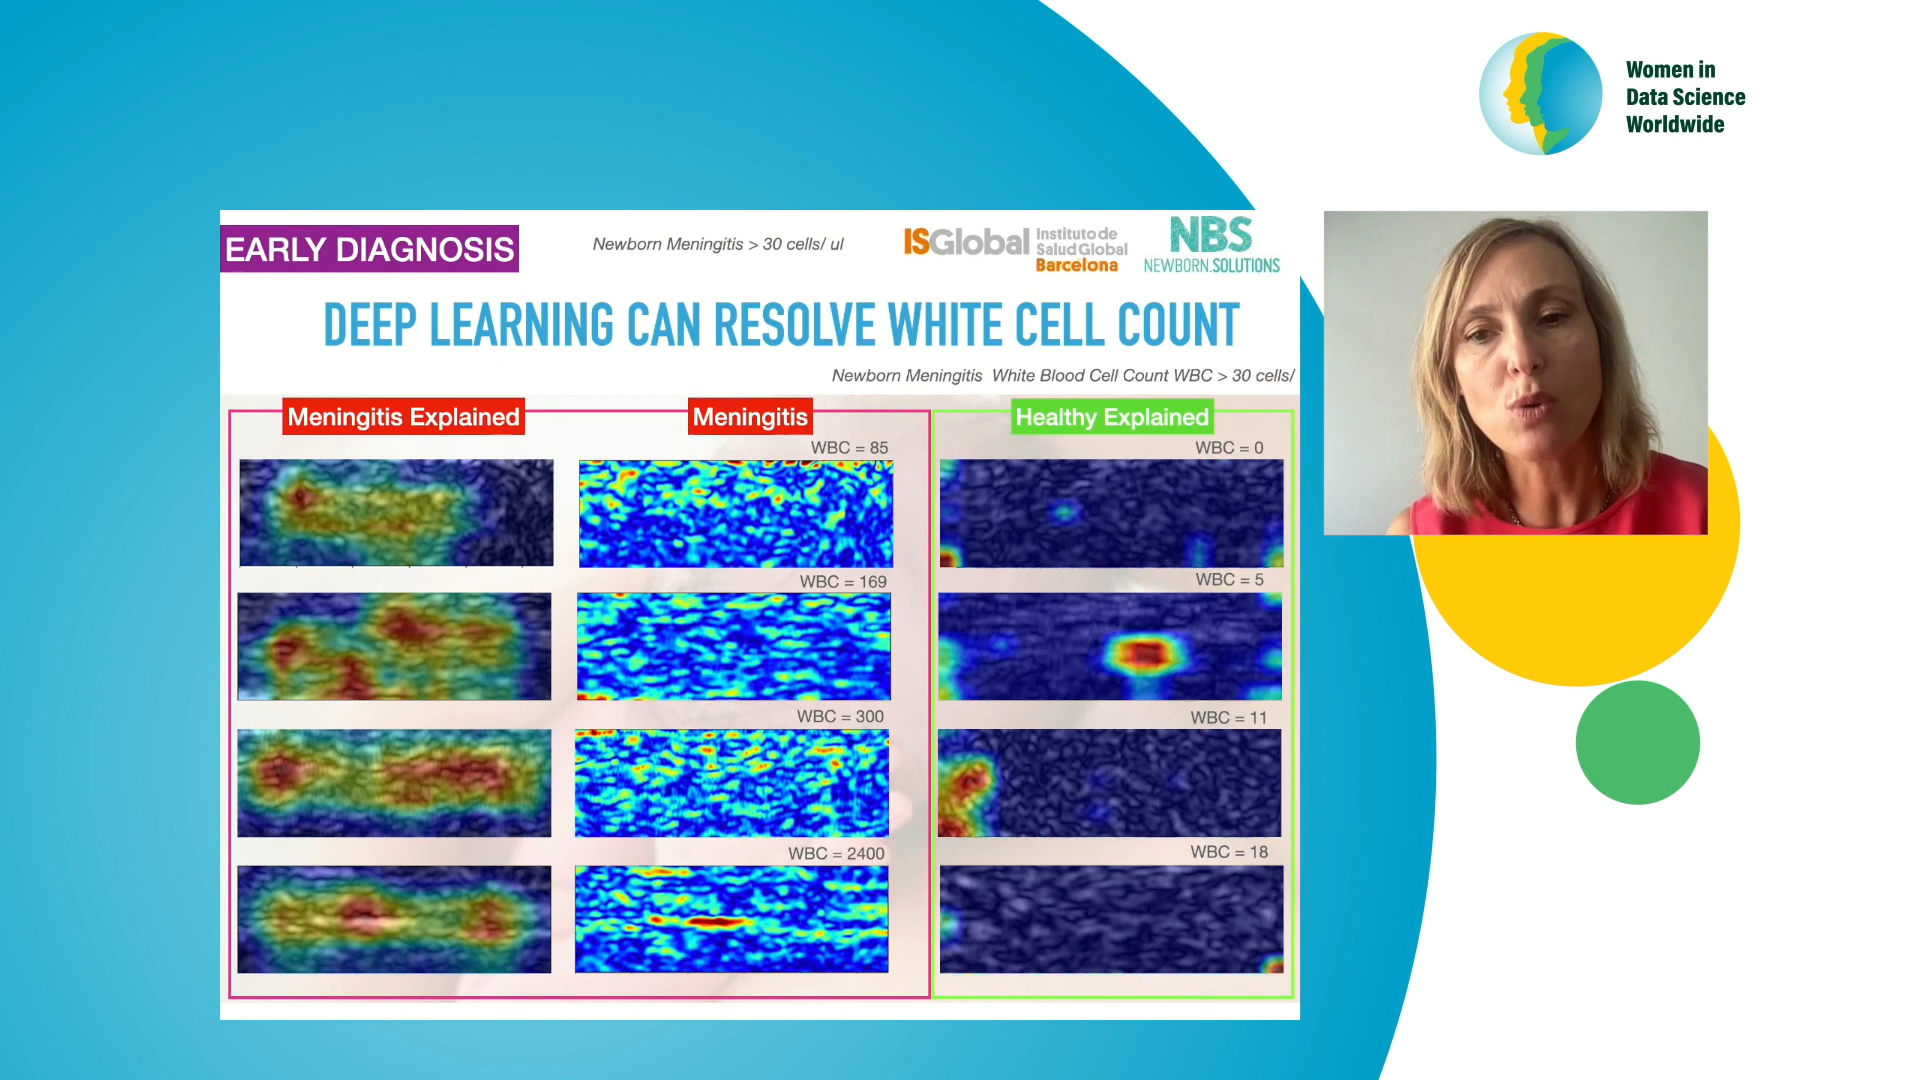 Women in
Data Science
Worldwide
EARLY DIAGNOSIS
Newborn Meningitis > 30 cells/ ul
ISGlobal Instituto de
Salud Global
Barcelona
NBS
NEWBORN.SOLUTIONS
DEEP LEARNING CAN RESOLVE WHITE CELL COUNT
Newborn Meningitis White Blood Cell Count WBC > 30 cells/
Meningitis Explained
Meningitis
Healthy Explained
WBC = 85
WBC = 0
WBC = 169
WBC = 5
WBC = 300
WBC = 11
WBC = 2400
WBC = 18